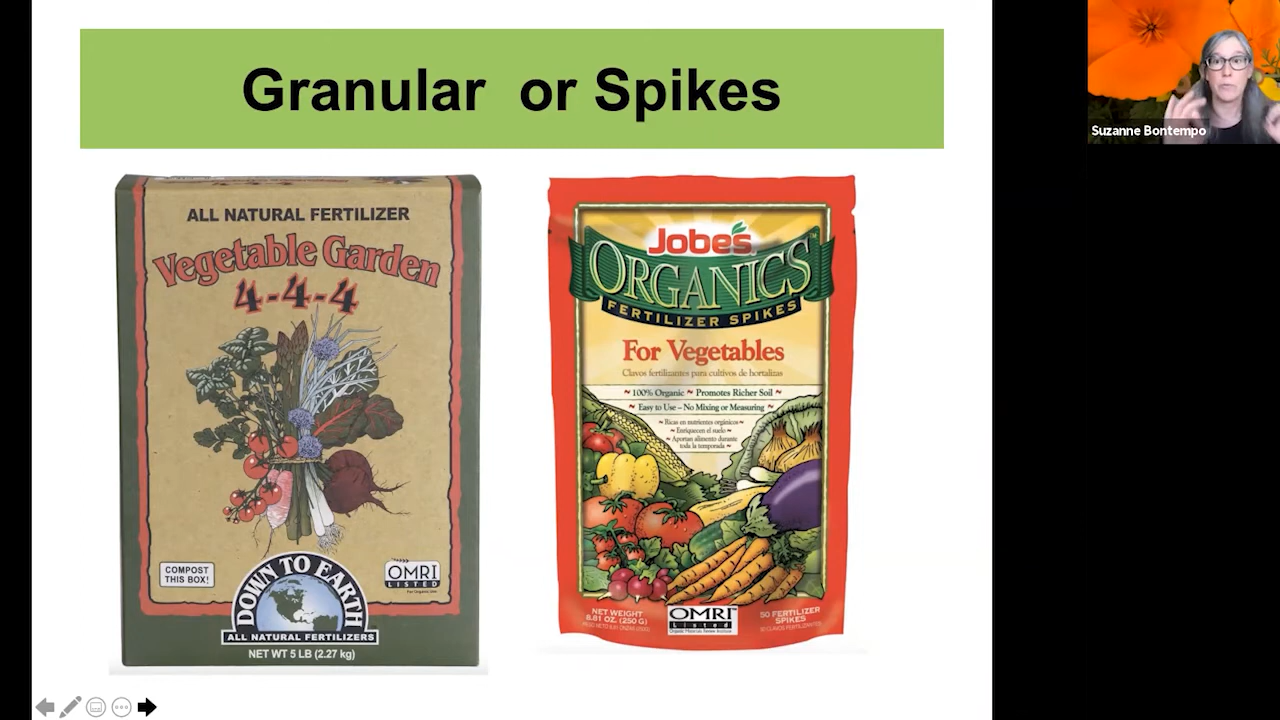 Granular or Spikes
ALL NATURAL FERTILIZER
Vegetable Garden
4-4-4
COMPOST
THIS BOX!
OMRI
LISTED
For Organic Use
DOWN TO EARTH
ALL NATURAL FERTILIZERS
NET WT 5 LB (2.27 kg)
Jobe's
ORGANICS
TM
FERTILIZER SPIKES
For Vegetables
Clavos fertilizantes para cultivos de hortalizas
~ 100% Organic ~ Promotes Richer Soil ~
~ Easy to Use – No Mixing or Measuring ~
~ Ricas en nutrientes orgánicos ~
~ Enriquecen el suelo ~
~ Aportan alimento durante
toda la temporada ~
NET WEIGHT
8.81 OZ. (250 G)
OMRI
Listed
Organic Materials Review Institute
50 FERTILIZER
SPIKES
Suzanne Bontempo